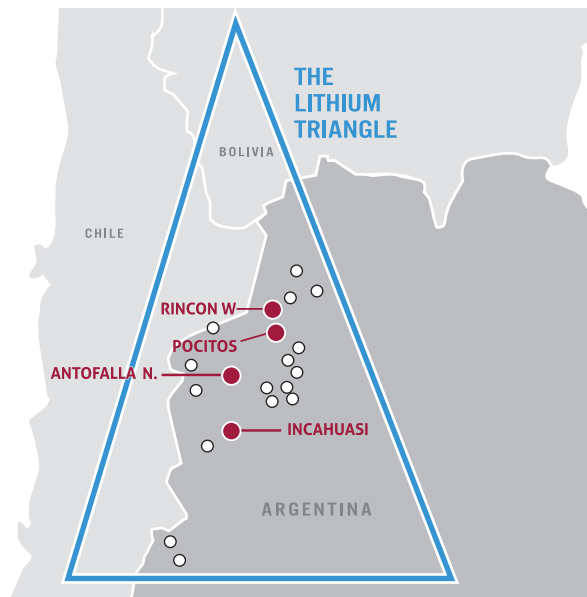 THE
LITHIUM
TRIANGLE
BOLIVIA
CHILE
RINCON W
POCITOS
ANTOFALLA N.
INCAHUASI
ARGENTINA